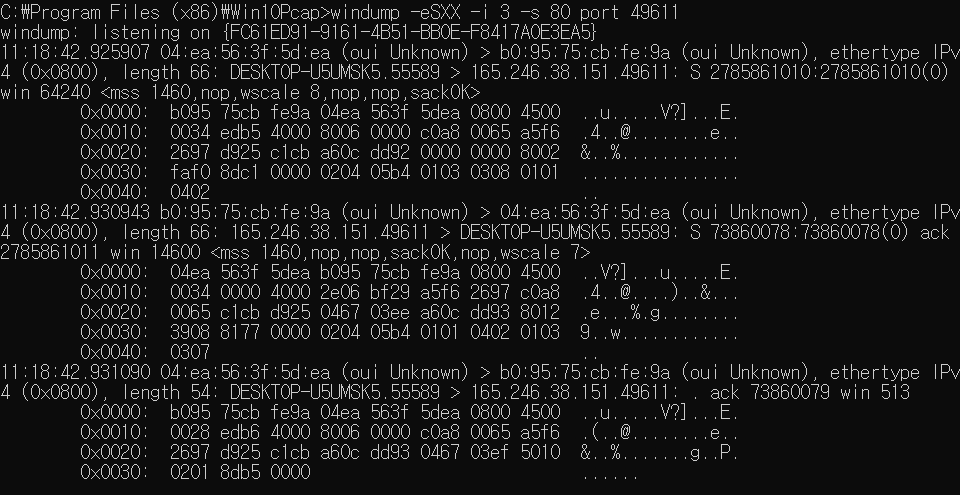 C:₩Program Files (x86)₩Win10Pcap>windump -eSXX -i 3 -s 80 port 49611
windump: listening on {FC61ED91-9161-4B51-BB0E-F8417A0E3EA5}
11:18:42.925907 04:ea:56:3f:5d:ea (oui Unknown) > b0:95:75:cb:fe:9a (oui Unknown), ethertype IPv
4 (0x0800), length 66: DESKTOP-U5UMSK5.55589 > 165.246.38.151.49611: S 2785861010:2785861010(0)
win 64240 <mss 1460,nop,wscale 8,nop,nop,sackOK>
0x0000: b095 75cb fe9a 04ea 563f 5dea 0800 4500 ..u.....V?]...E.
0x0010: 0034 edb5 4000 8006 0000 c0a8 0065 a5f6 .4..@........e..
0x0020: 2697 d925 c1cb a60c dd92 0000 0000 8002 &..%............
0x0030: faf0 8dc1 0000 0204 05b4 0103 0308 0101 ................
0x0040: 0402 ..
11:18:42.930943 b0:95:75:cb:fe:9a (oui Unknown) > 04:ea:56:3f:5d:ea (oui Unknown), ethertype IPv
4 (0x0800), length 66: 165.246.38.151.49611 > DESKTOP-U5UMSK5.55589: S 73860078:73860078(0) ack
2785861011 win 14600 <mss 1460,nop,nop,sackOK,nop,wscale 7>
0x0000: 04ea 563f 5dea b095 75cb fe9a 0800 4500 ..V?]...u.....E.
0x0010: 0034 0000 4000 2e06 bf29 a5f6 2697 c0a8 .4..@....)..&...
0x0020: 0065 c1cb d925 0467 03ee a60c dd93 8012 .e...%.g........
0x0030: 3908 8177 0000 0204 05b4 0101 0402 0103 9..w............
0x0040: 0307 ..
11:18:42.931090 04:ea:56:3f:5d:ea (oui Unknown) > b0:95:75:cb:fe:9a (oui Unknown), ethertype IPv
4 (0x0800), length 54: DESKTOP-U5UMSK5.55589 > 165.246.38.151.49611: . ack 73860079 win 513
0x0000: b095 75cb fe9a 04ea 563f 5dea 0800 4500 ..u.....V?]...E.
0x0010: 0028 edb6 4000 8006 0000 c0a8 0065 a5f6 .(..@........e..
0x0020: 2697 d925 c1cb a60c dd93 0467 03ef 5010 &..%.......g..P.
0x0030: 0201 8db5 0000 ......